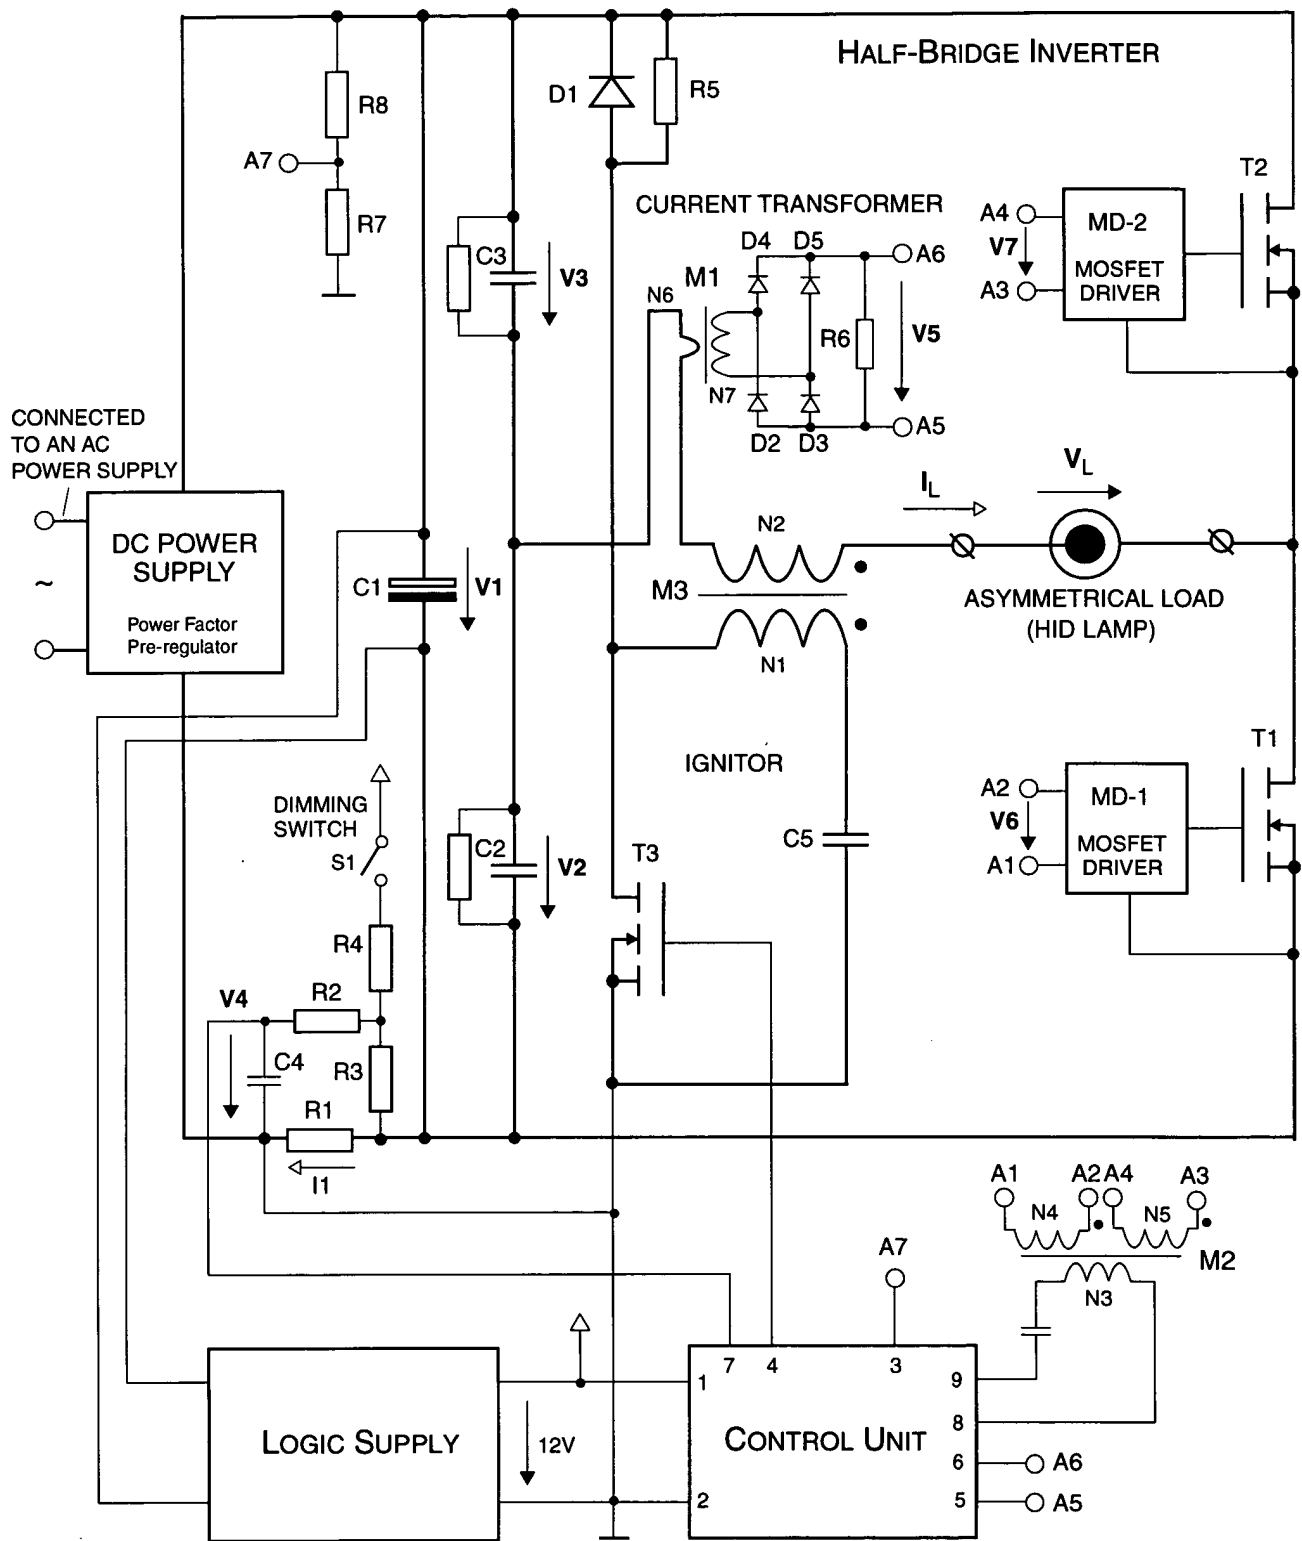 HALF-BRIDGE INVERTER
R8
D1
R5
A7
T2
R7
CURRENT TRANSFORMER
A4
MD-2
V7
MOSFET
DRIVER
A3
D4 D5
A6
C3
V3
M1
N6
R6
V5
N7
D2 D3
A5
CONNECTED
TO AN AC
POWER SUPPLY
VL
IL
DC POWER
SUPPLY
N2
~
C1
V1
M3
ASYMMETRICAL LOAD
(HID LAMP)
Power Factor
Pre-regulator
N1
T1
IGNITOR
A2
MD-1
DIMMING
SWITCH
V6
MOSFET
DRIVER
S1
C2
V2
T3
C5
A1
R4
V4
R2
C4
R3
R1
I1
A1 A2 A4 A3
N4 N5
A7
M2
N3
7 4 3
1
9
12V
8
LOGIC SUPPLY
CONTROL UNIT
6
A6
2
5
A5